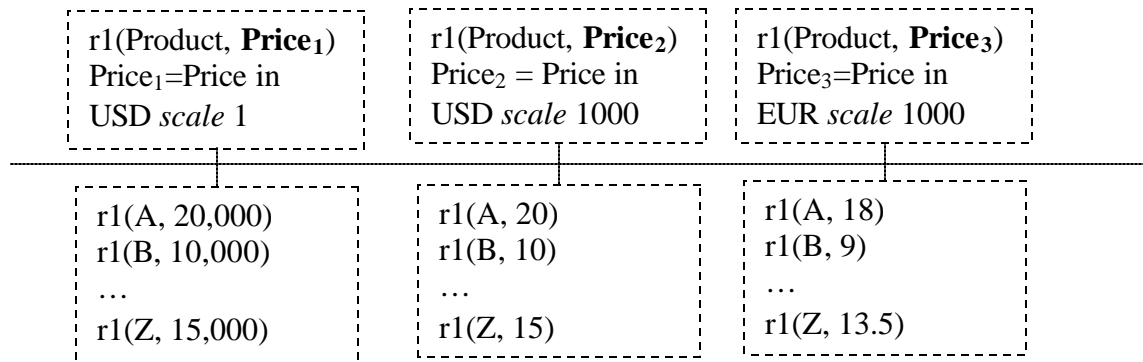 r1(Product, Price₁)
Price₁=Price in
USD scale 1
r1(Product, Price₂)
Price₂ = Price in
USD scale 1000
r1(Product, Price₃)
Price₃=Price in
EUR scale 1000
r1(A, 20,000)
r1(B, 10,000)
…
r1(Z, 15,000)
r1(A, 20)
r1(B, 10)
…
r1(Z, 15)
r1(A, 18)
r1(B, 9)
…
r1(Z, 13.5)